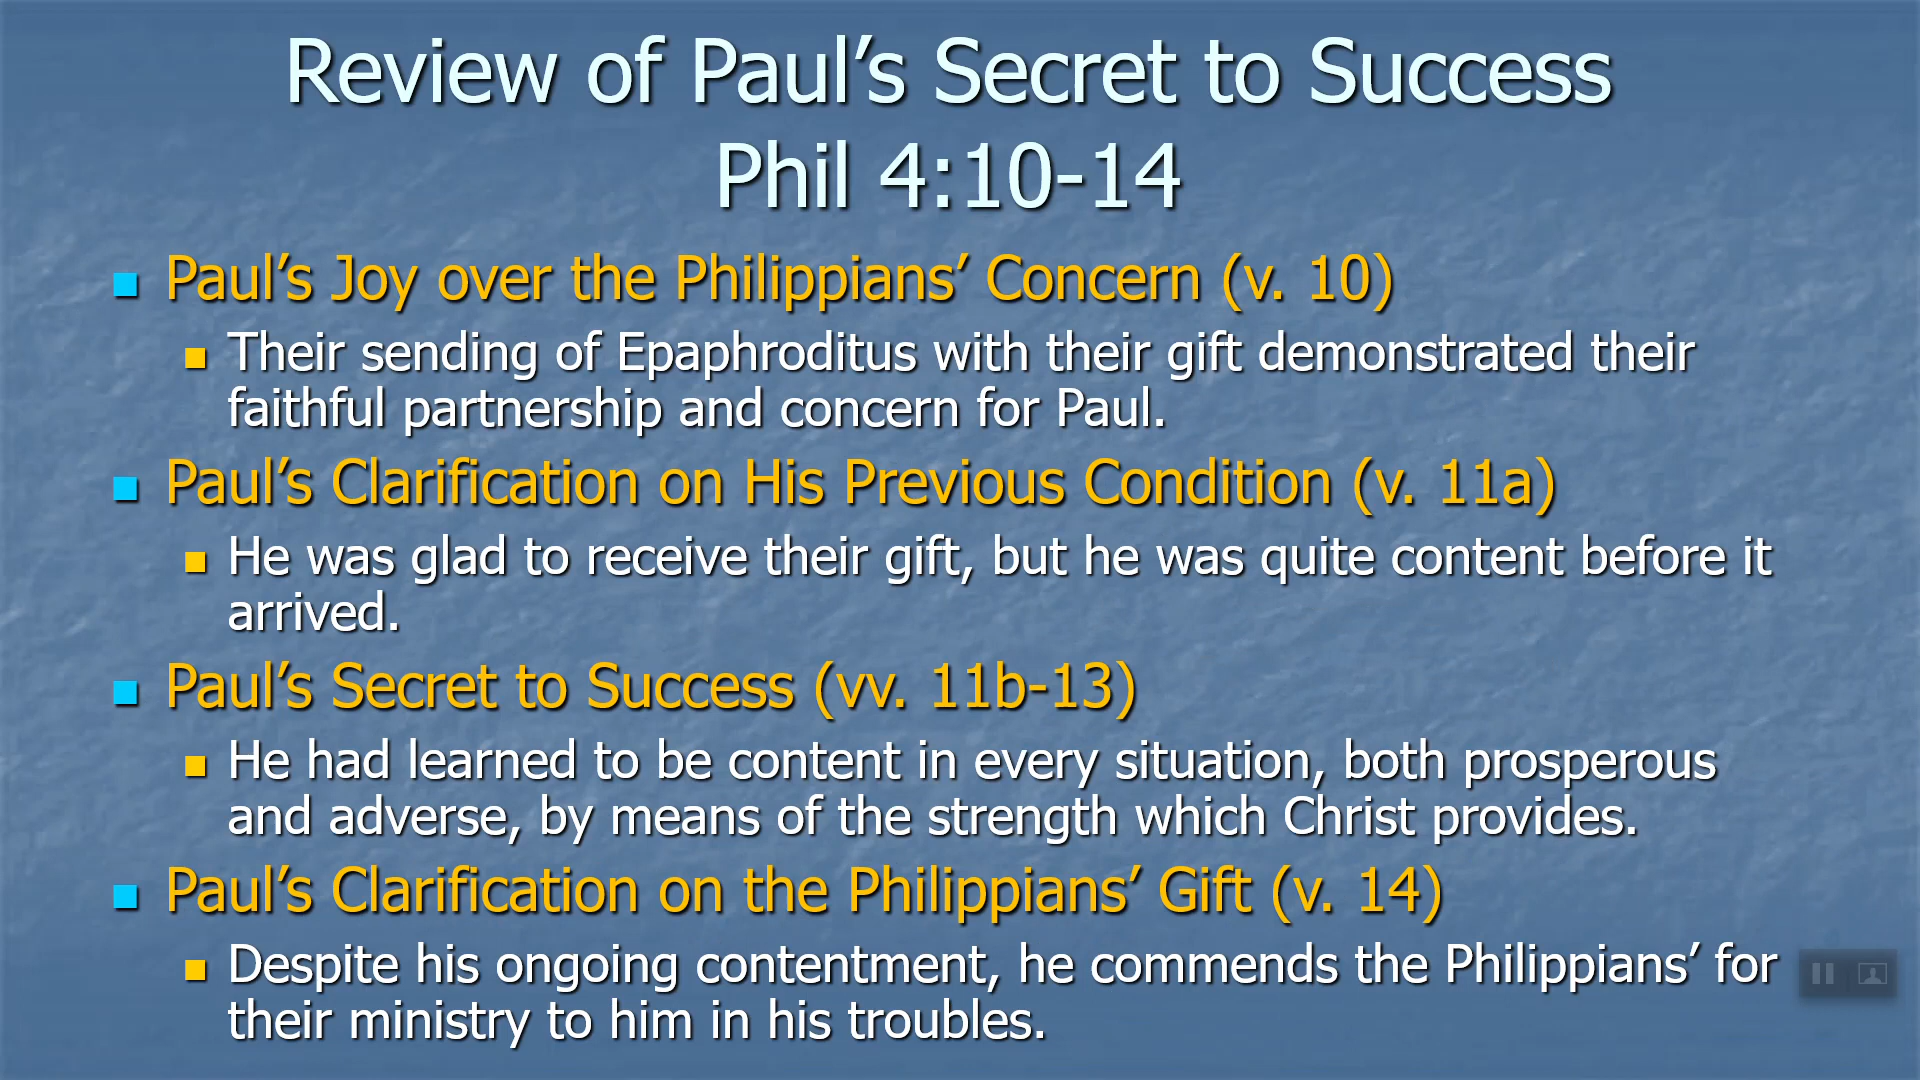 Review of Paul’s Secret to Success
Phil 4:10-14
Paul’s Joy over the Philippians’ Concern (v. 10)
Their sending of Epaphroditus with their gift demonstrated their
faithful partnership and concern for Paul.
Paul’s Clarification on His Previous Condition (v. 11a)
He was glad to receive their gift, but he was quite content before it
arrived.
Paul’s Secret to Success (vv. 11b-13)
He had learned to be content in every situation, both prosperous
and adverse, by means of the strength which Christ provides.
Paul’s Clarification on the Philippians’ Gift (v. 14)
Despite his ongoing contentment, he commends the Philippians’ for
their ministry to him in his troubles.